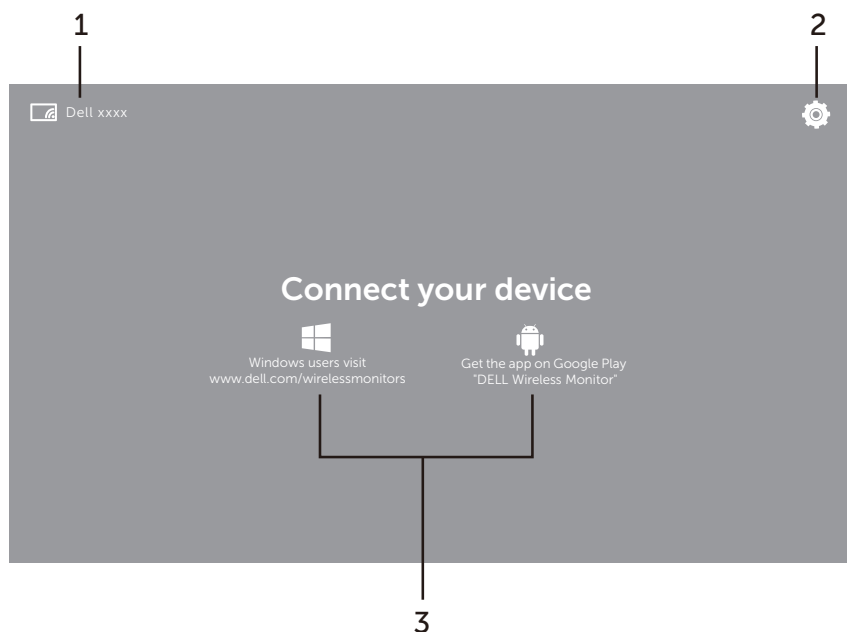 1
2
Dell xxxx
Connect your device
Windows users visit
www.dell.com/wirelessmonitors
Get the app on Google Play
"DELL Wireless Monitor"
3